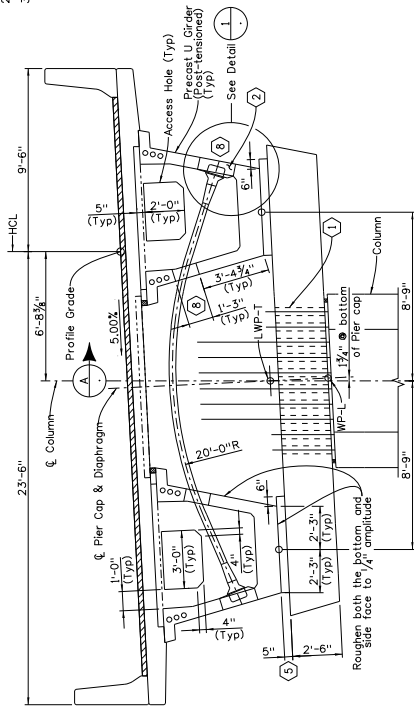 23'-6"
9'-6"
HCL
6'-8⅜"
Profile Grade
℄ Column
℄ Pier Cap & Diaphragm
A
5.00%
5"
(Typ)
2'-0"
(Typ)
Access Hole (Typ)
Precast U Girder
(Post-tensioned)
(Typ)
See Detail
1
8
2
6"
1'-0"
(Typ)
3'-0"
(Typ)
4"
(Typ)
4"
(Typ)
20'-0"R
8
3'-4¾"
(Typ)
1'-3"
(Typ)
LWP-T
1
6"
2'-3"
(Typ)
2'-3"
(Typ)
5"
5
2'-6"
Roughen both the bottom and
side face to ¼" amplitude
Column
1¾" @ bottom
of Pier cap
WP-L
8'-9"
8'-9"